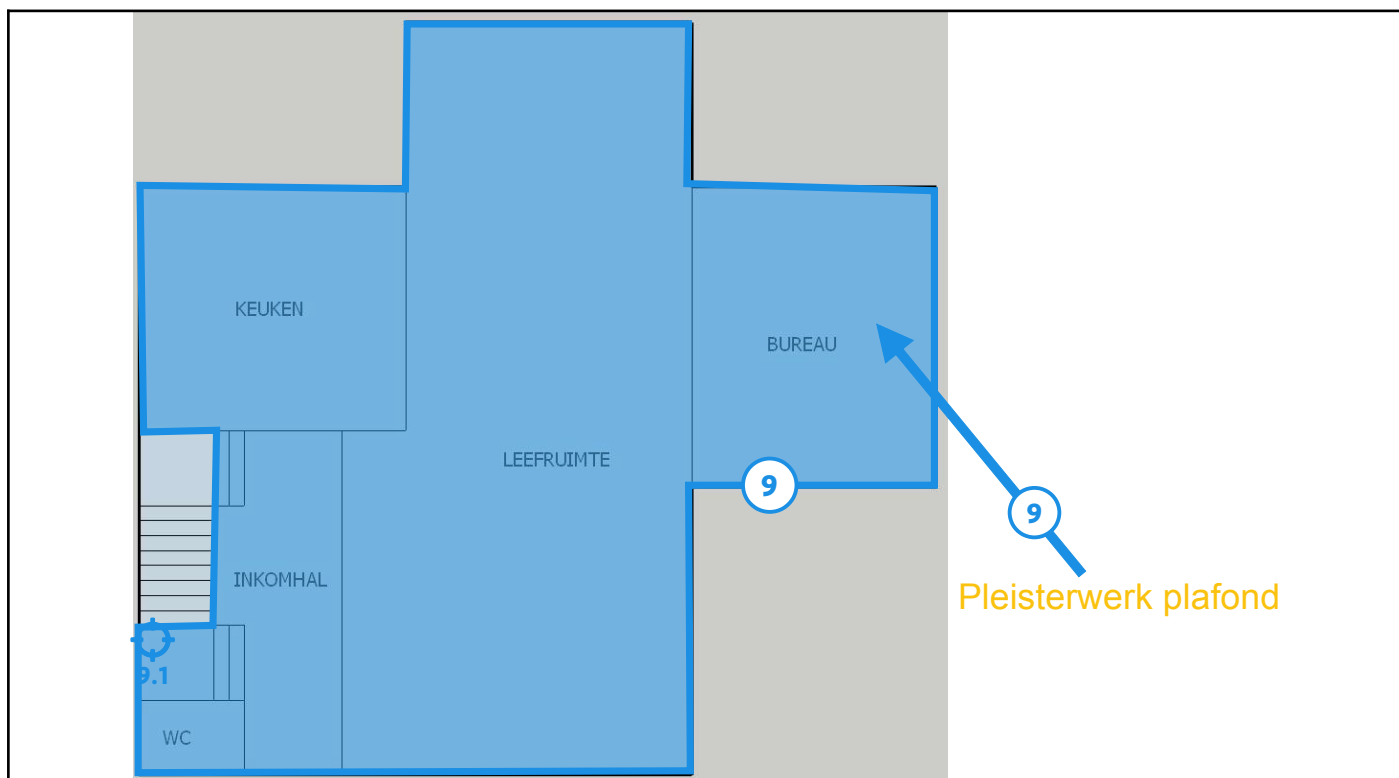 KEUKEN
BUREAU
LEEFRUIMTE
9
9
INKOMHAL
Pleisterwerk plafond
9.1
WC